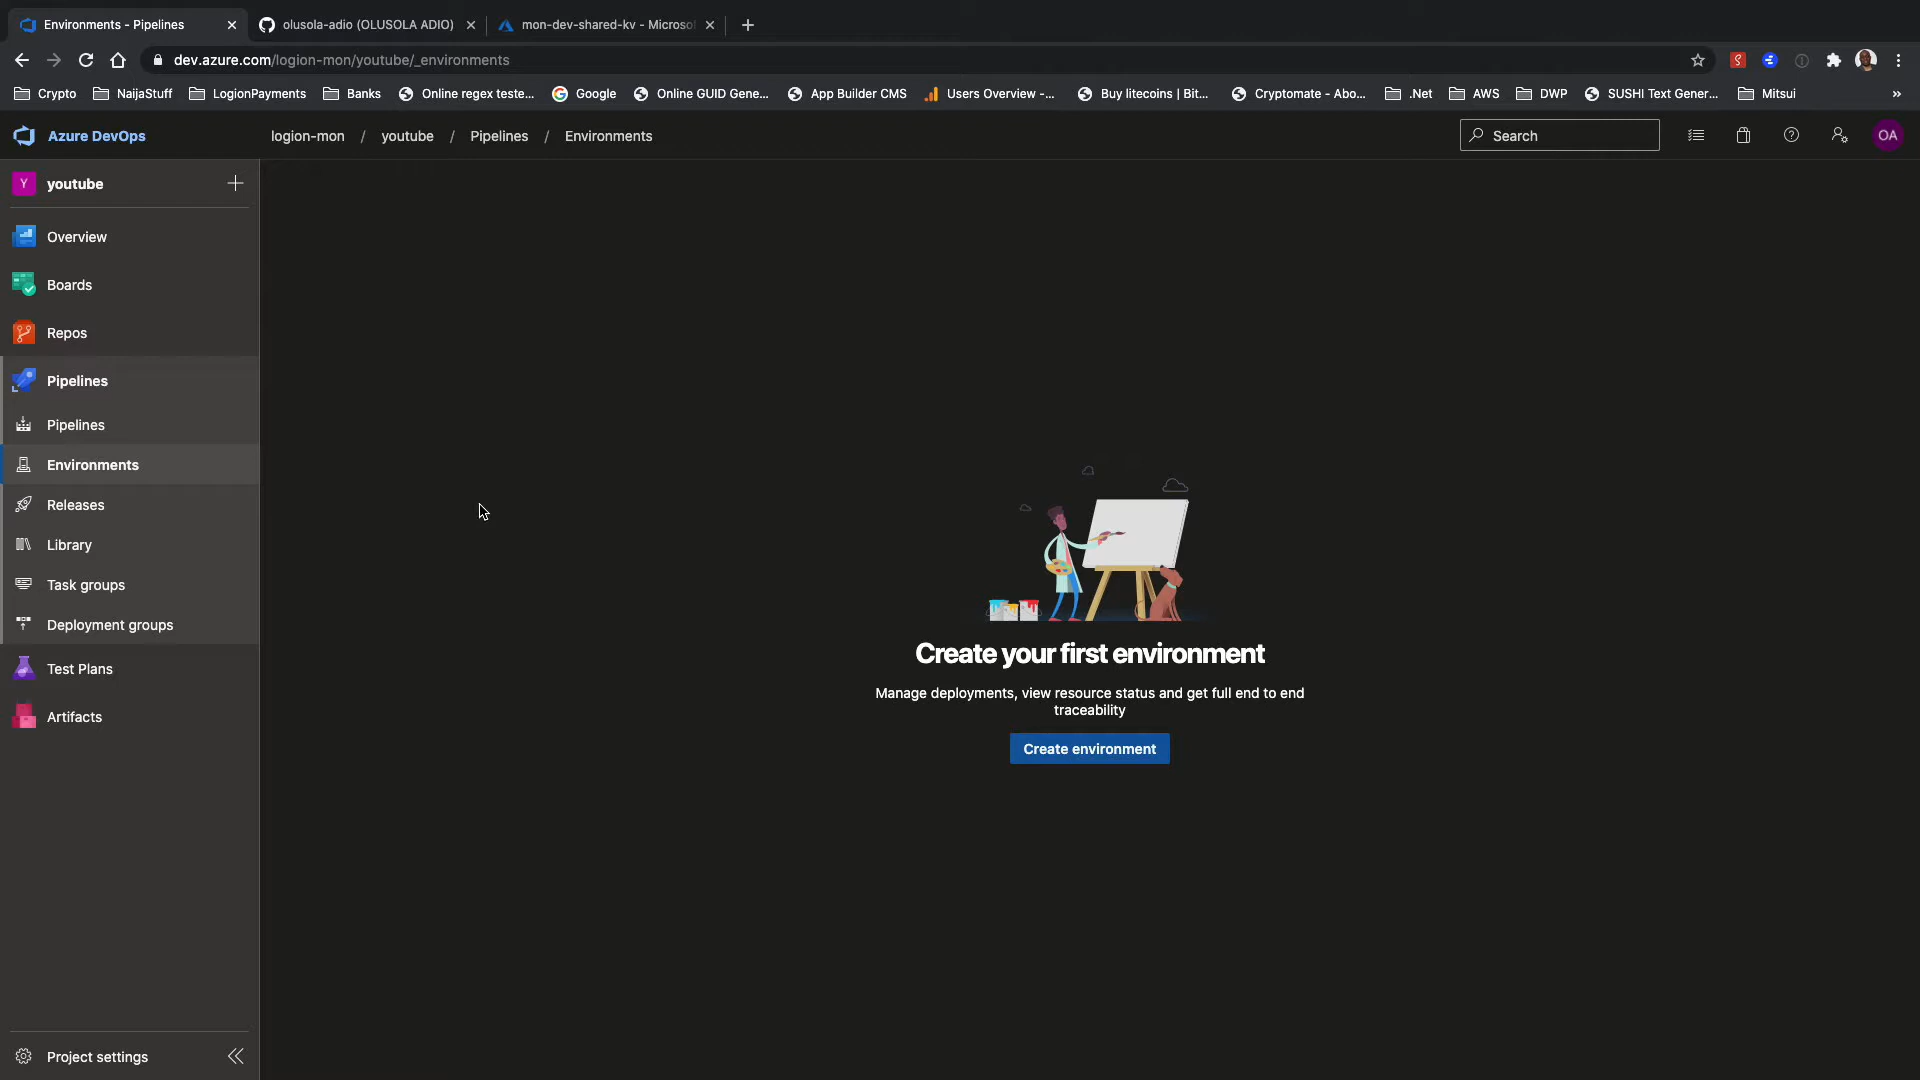 Environments - Pipelines
olusola-adio (OLUSOLA ADIO)
mon-dev-shared-kv - Microso
dev.azure.com/logion-mon/youtube/_environments
Crypto
NaijaStuff
LogionPayments
Banks
Online regex teste...
Google
Online GUID Gene...
App Builder CMS
Users Overview -...
Buy litecoins | Bit...
Cryptomate - Abo...
.Net
AWS
DWP
SUSHI Text Gener...
Mitsui
»
Azure DevOps
logion-mon / youtube / Pipelines / Environments
Search
OA
Y youtube
Overview
Boards
Repos
Pipelines
Pipelines
Environments
Releases
Library
Task groups
Deployment groups
Test Plans
Artifacts
Create your first environment
Manage deployments, view resource status and get full end to end
traceability
Create environment
Project settings